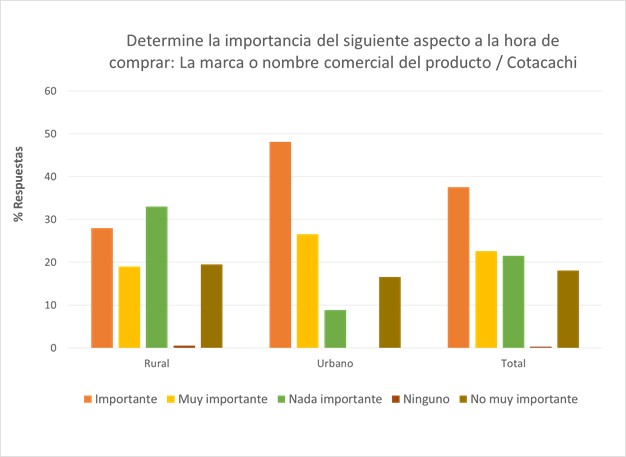 Determine la importancia del siguiente aspecto a la hora de
comprar: La marca o nombre comercial del producto / Cotacachi
% Respuestas
60
50
40
30
20
10
0
Rural Urbano Total
Importante Muy importante Nada importante Ninguno No muy importante